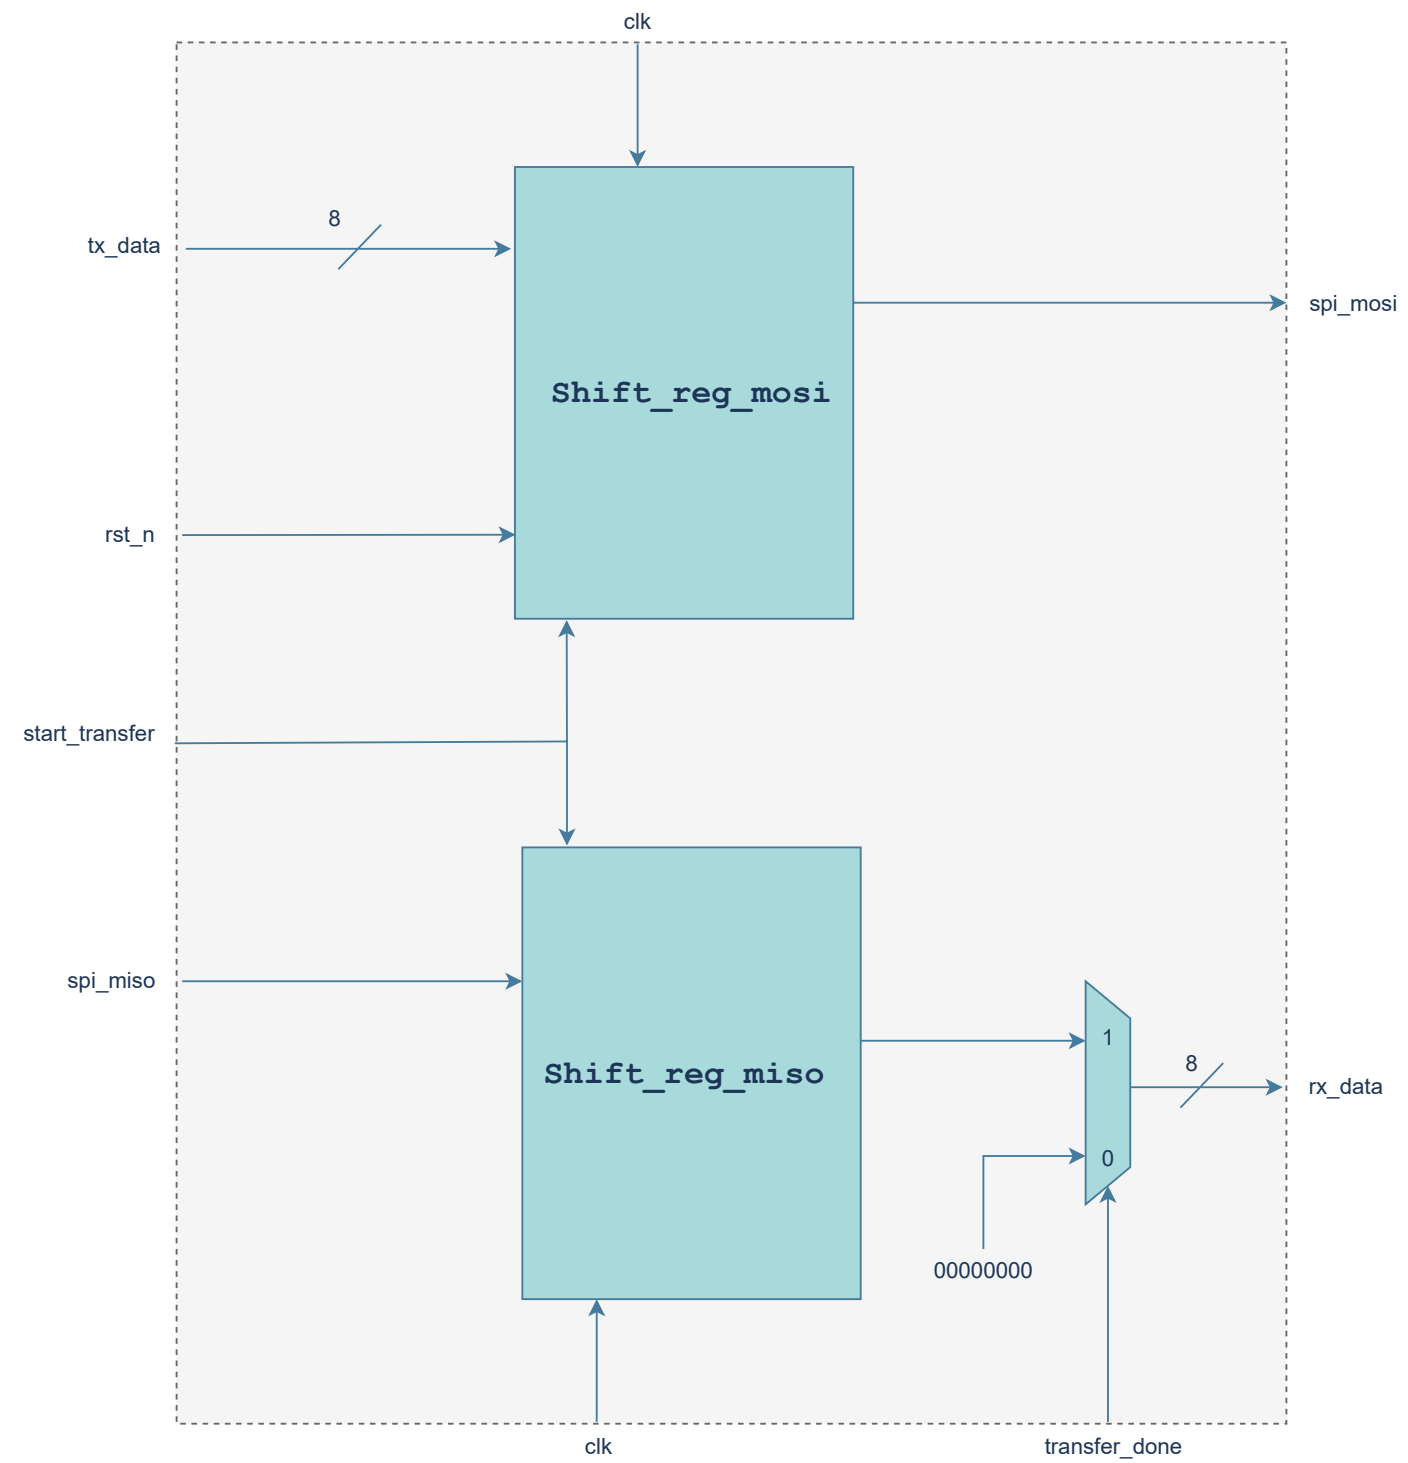 clk
8
tx_data
spi_mosi
Shift_reg_mosi
rst_n
start_transfer
spi_miso
1
8
Shift_reg_miso
rx_data
0
00000000
clk
transfer_done